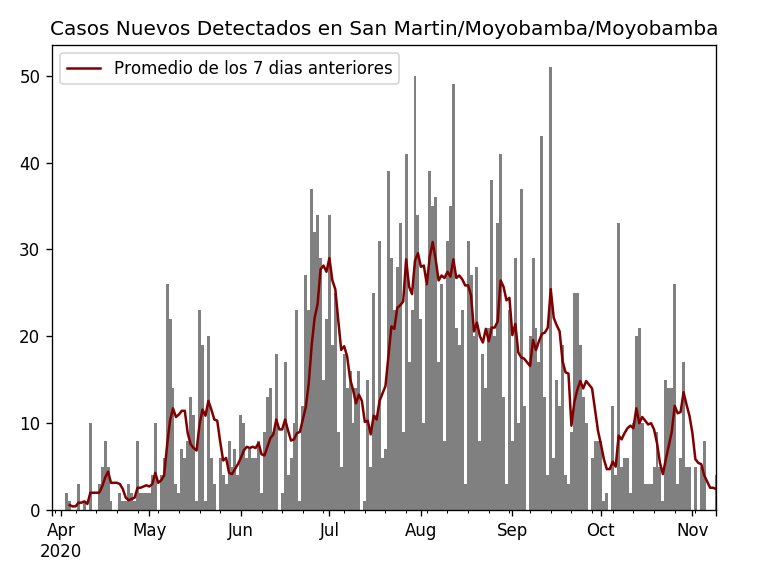 Casos Nuevos Detectados en San Martin/Moyobamba/Moyobamba
Promedio de los 7 dias anteriores
50
40
30
20
10
0
Apr May Jun Jul Aug Sep Oct Nov
2020